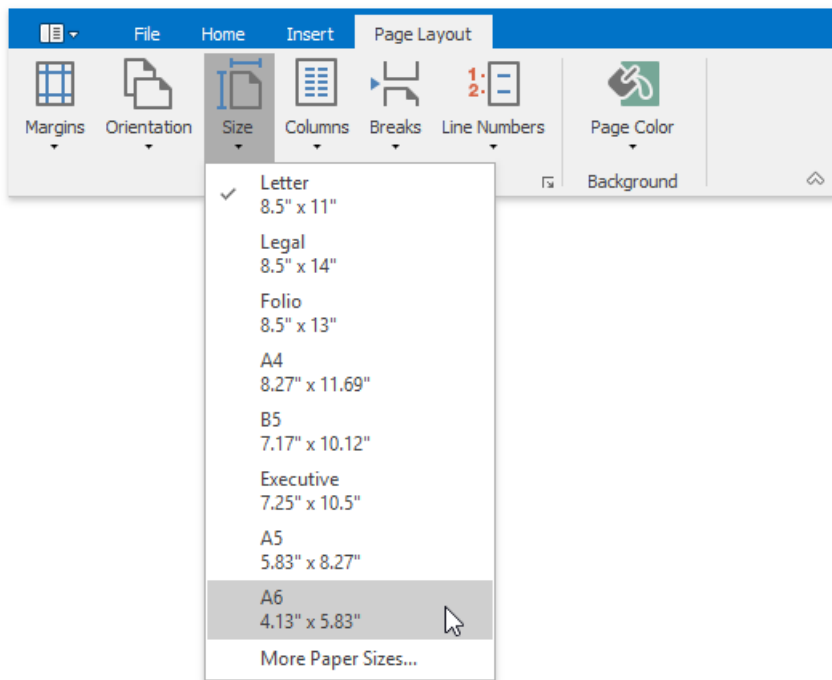 File Home Insert Page Layout
Margins Orientation Size Columns Breaks Line Numbers Page Color
1.
2.
Background
Letter
8.5" x 11"
Legal
8.5" x 14"
Folio
8.5" x 13"
A4
8.27" x 11.69"
B5
7.17" x 10.12"
Executive
7.25" x 10.5"
A5
5.83" x 8.27"
A6
4.13" x 5.83"
More Paper Sizes...